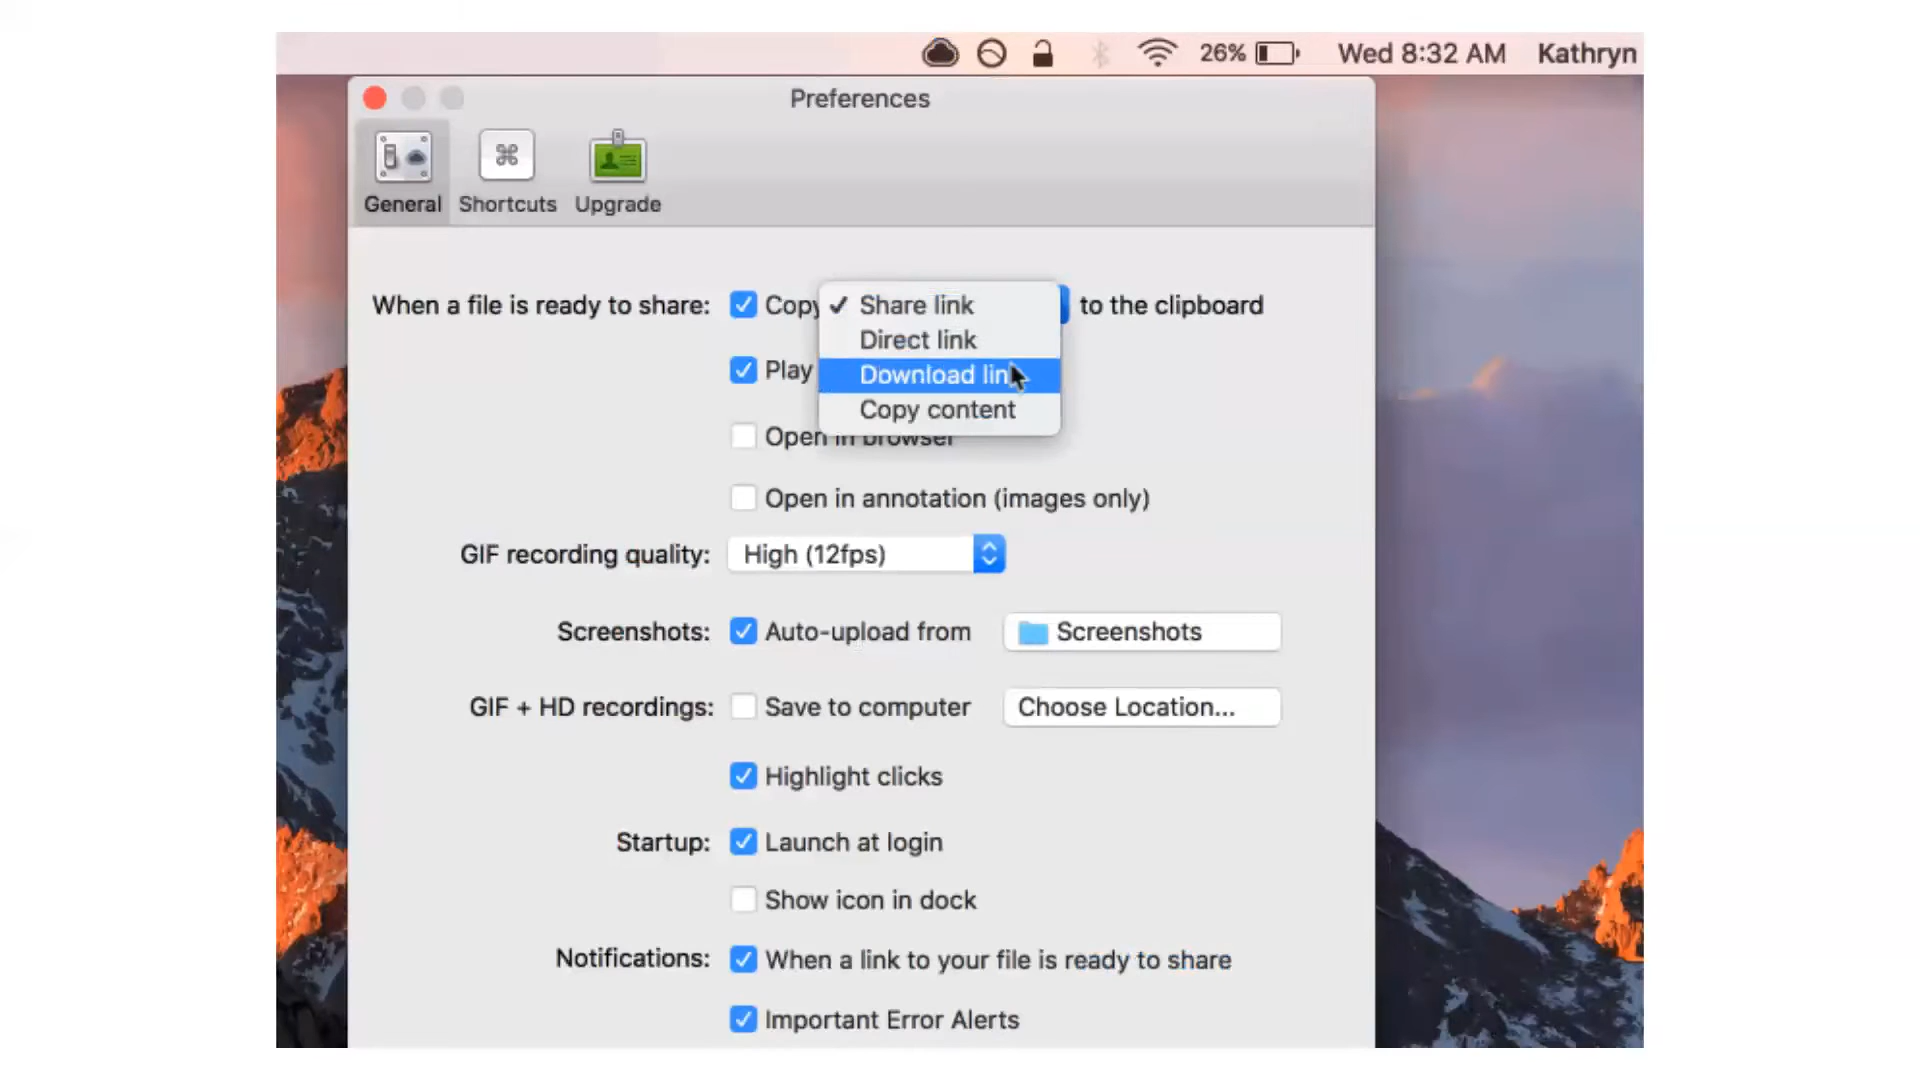 26% Wed 8:32 AM Kathryn
Preferences
General Shortcuts Upgrade
When a file is ready to share: Copy ✓ Share link to the clipboard
Direct link
Play Download
Copy content
Open in browser
Open in annotation (images only)
GIF recording quality: High (12fps)
Screenshots: Auto-upload from Screenshots
GIF + HD recordings: Save to computer Choose Location...
Highlight clicks
Startup: Launch at login
Show icon in dock
Notifications: When a link to your file is ready to share
Important Error Alerts